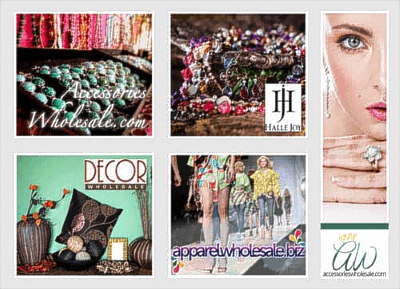 Accessories
Wholesale.com
HJ
HALLE JOY
DECOR
WHOLESALE
apparelwholesale.biz
AW
accessorieswholesale.com